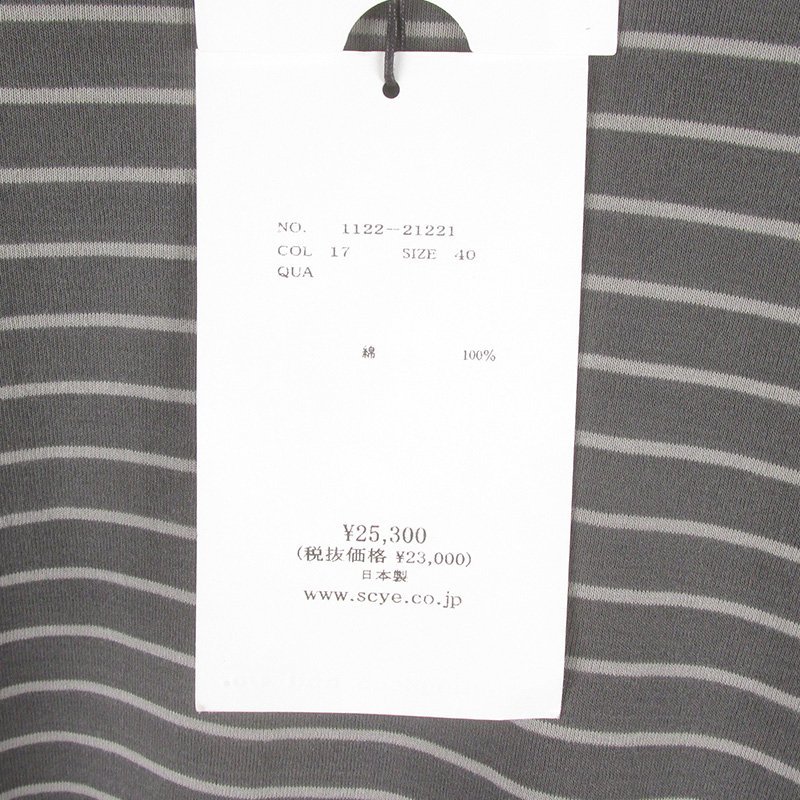 NO. 1122-21221
COL 17 SIZE 40
QUA
綿 100%
¥25,300
(税抜価格 ¥23,000)
日本製
www.scye.co.jp